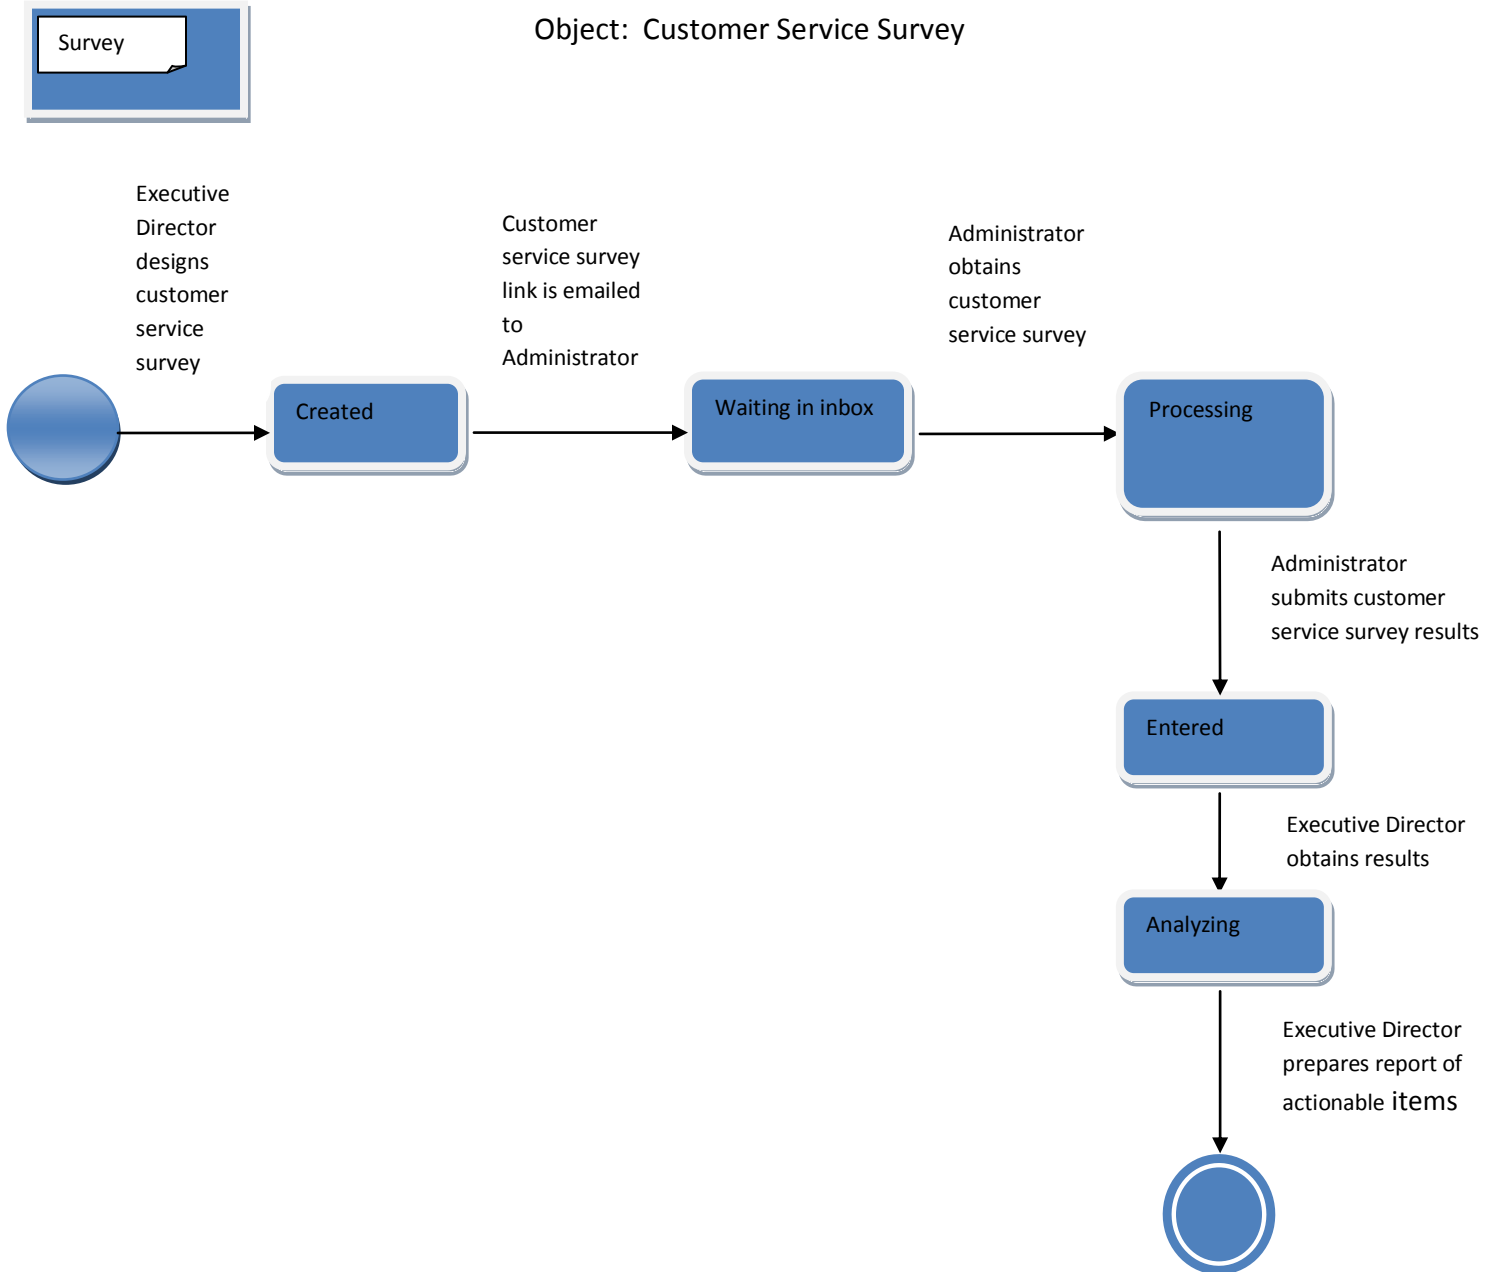 Survey
Object:  Customer Service Survey
Executive
Director
designs
customer
service
survey
Customer
service survey
link is emailed
to
Administrator
Administrator
obtains
customer
service survey
Created
Waiting in inbox
Processing
Administrator
submits customer
service survey results
Entered
Executive Director
obtains results
Analyzing
Executive Director
prepares report of
actionable items